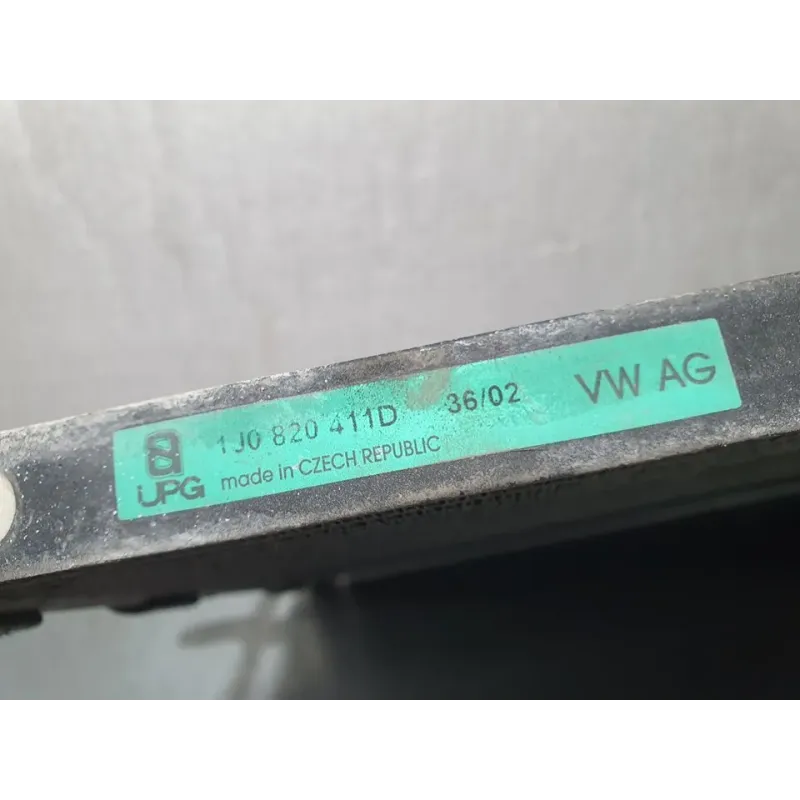 1J0 820 411D 36/02 VW AG
UPG made in CZECH REPUBLIC